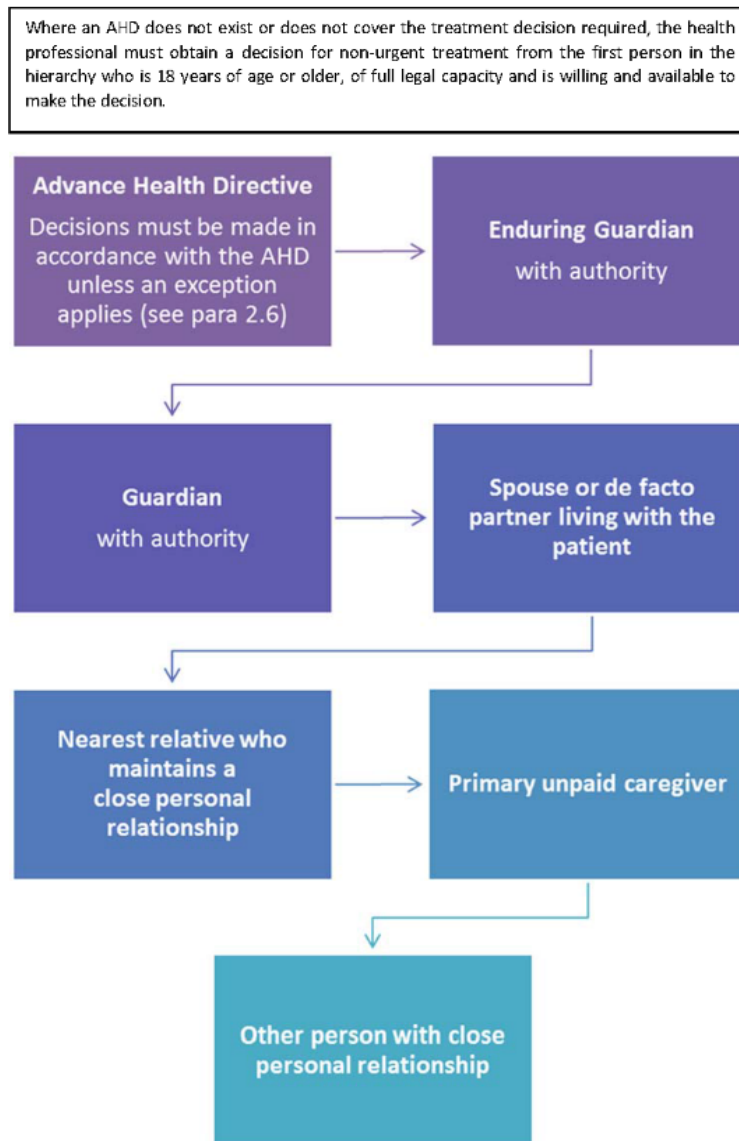 Where an AHD does not exist or does not cover the treatment decision required, the health
professional must obtain a decision for non-urgent treatment from the first person in the
hierarchy who is 18 years of age or older, of full legal capacity and is willing and available to
make the decision.
Advance Health Directive
Decisions must be made in
accordance with the AHD
unless an exception
applies (see para 2.6)
Enduring Guardian
with authority
Guardian
with authority
Spouse or de facto
partner living with the
patient
Nearest relative who
maintains a
close personal
relationship
Primary unpaid caregiver
Other person with close
personal relationship